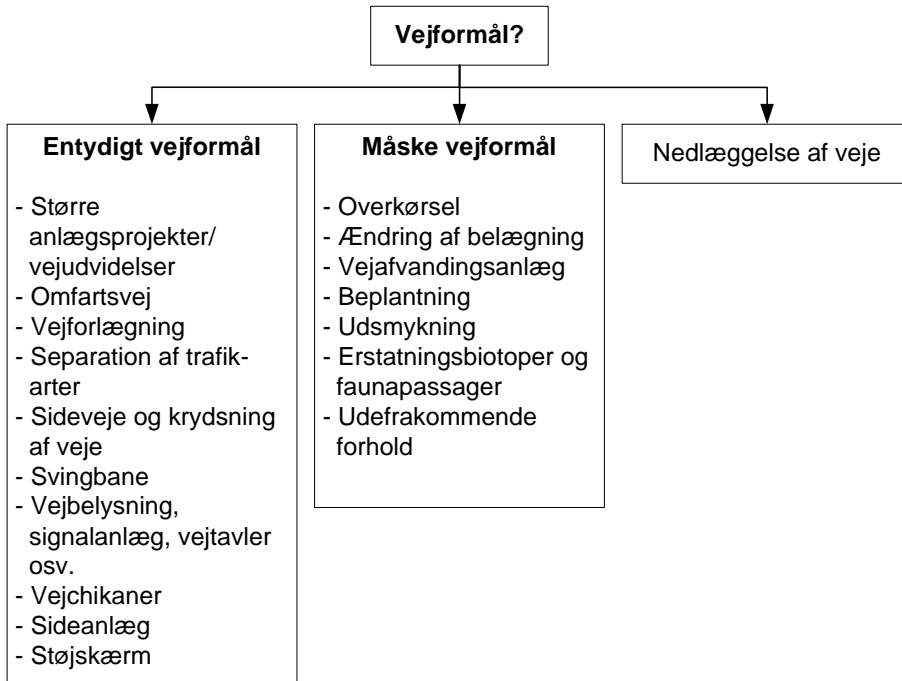 Vejformål?
Entydigt vejformål
- Større
anlægsprojekter/
vejudvidelser
- Omfartsvej
- Vejforlægning
- Separation af trafik-
arter
- Sideveje og krydsning
af veje
- Svingbane
- Vejbelysning,
signalanlæg, vejtavler
osv.
- Vejchikaner
- Sideanlæg
- Støjskærm
Måske vejformål
- Overkørsel
- Ændring af belægning
- Vejafvandingsanlæg
- Beplantning
- Udsmykning
- Erstatningsbiotoper og
faunapassager
- Udefrakommende
forhold
Nedlæggelse af veje